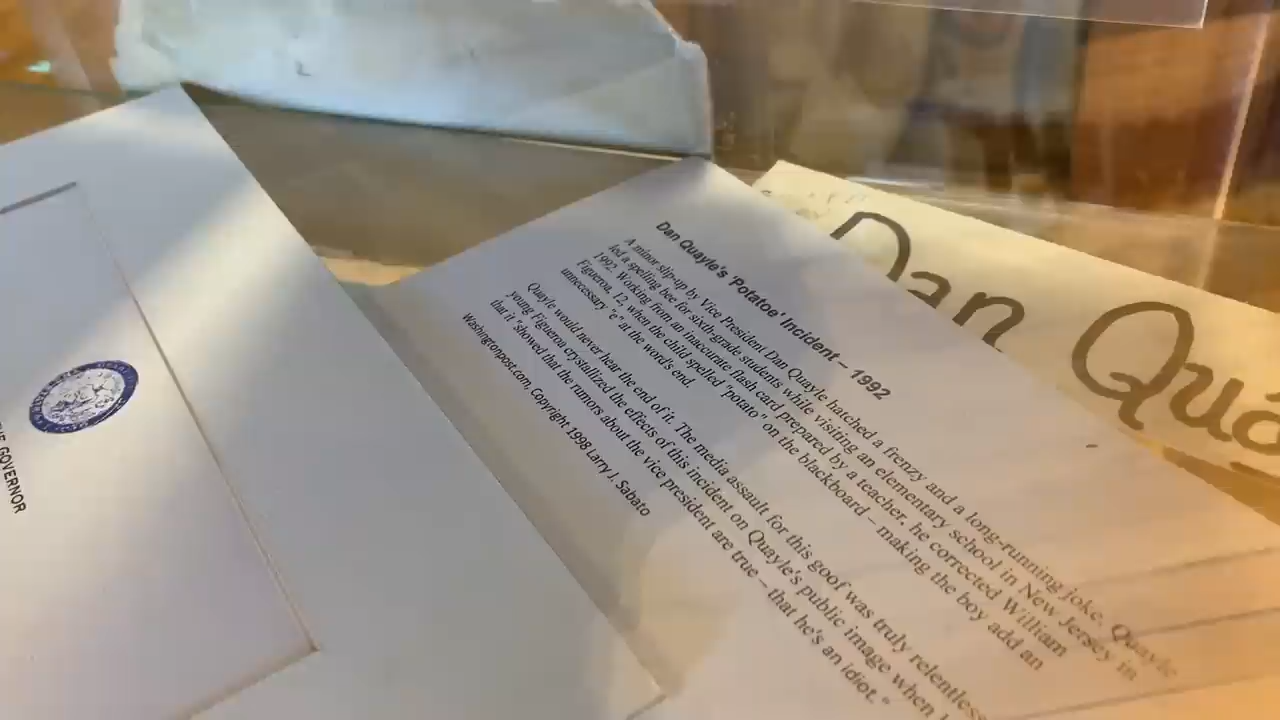 THE GOVERNOR
Dan Quayle's 'Potatoe' Incident – 1992
A minor slip-up by Vice President Dan Quayle hatched a frenzy and a long-running joke. Quayle
led a spelling bee for sixth-grade students while visiting an elementary school in New Jersey in
1992. Working from an inaccurate flash card prepared by a teacher, he corrected William
Figueroa, 12, when the child spelled "potato" on the blackboard – making the boy add an
unnecessary "e" at the word's end.
Quayle would never hear the end of it. The media assault for this goof was truly relentless
young Figueroa crystallized the effects of this incident on Quayle's public image when
that it "showed that the rumors about the vice president are true – that he's an idiot."
Washingtonpost.com, Copyright 1998 Larry J. Sabato
Dan Qua